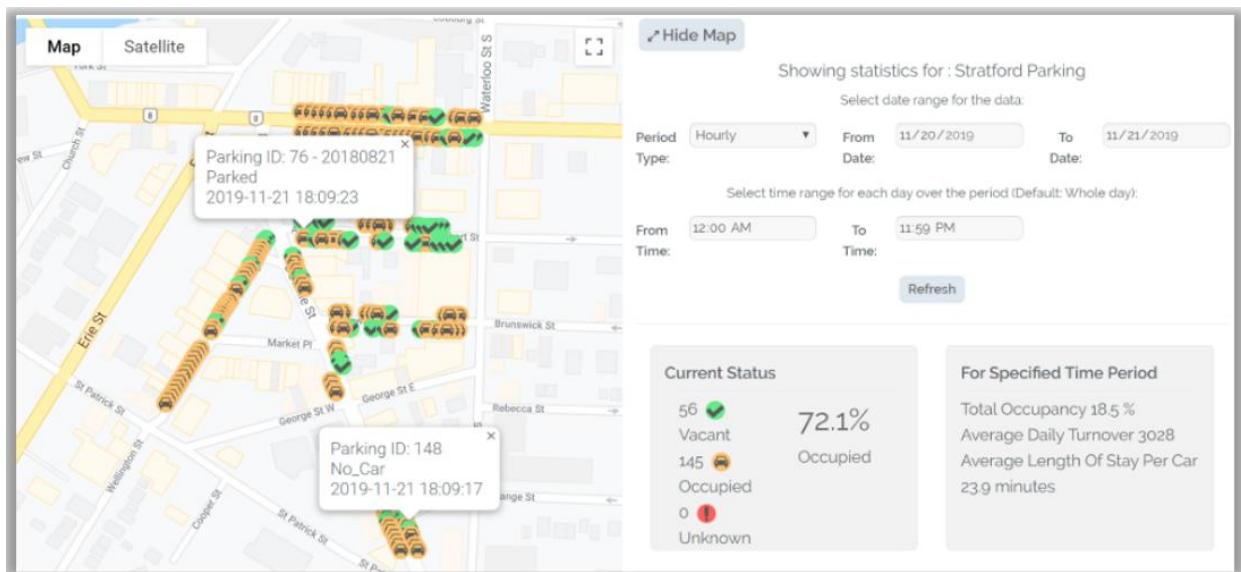 Map
Satellite
Waterloo St S
8
8
Church St
Parking ID: 76 - 20180821
Parked
2019-11-21 18:09:23
Erie St
Market Pl
Brunswick St
St Patrick St
George St E
George St W
Rebecca St
Wellington St
Cooper St
St Patrick St
Parking ID: 148
No_Car
2019-11-21 18:09:17
Hide Map
Showing statistics for : Stratford Parking
Select date range for the data:
Period Type:
Hourly
From Date:
11/20/2019
To Date:
11/21/2019
Select time range for each day over the period (Default: Whole day):
From Time:
12:00 AM
To Time:
11:59 PM
Refresh
Current Status
56
Vacant
145
Occupied
0
Unknown
72.1%
Occupied
For Specified Time Period
Total Occupancy 18.5 %
Average Daily Turnover 3028
Average Length Of Stay Per Car
23.9 minutes